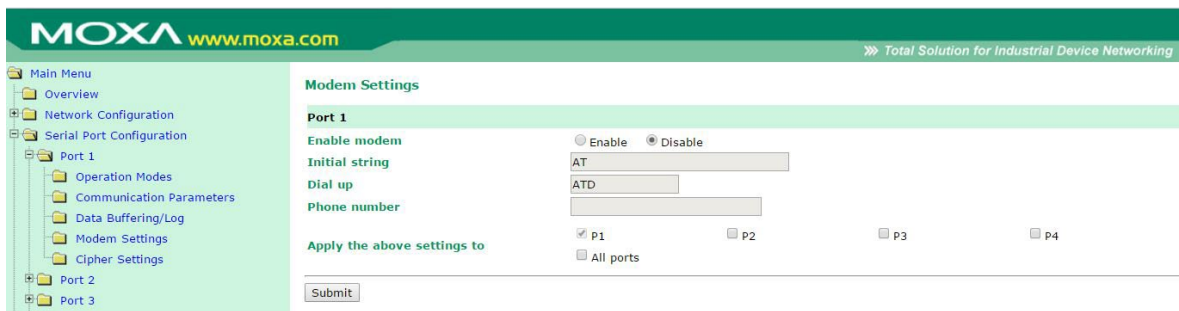 MOXA www.moxa.com
Total Solution for Industrial Device Networking
Main Menu
Overview
Network Configuration
Serial Port Configuration
Port 1
Operation Modes
Communication Parameters
Data Buffering/Log
Modem Settings
Cipher Settings
Port 2
Port 3
Modem Settings
Port 1
Enable modem Enable Disable
Initial string AT
Dial up ATD
Phone number
Apply the above settings to P1 P2 P3 P4
All ports
Submit